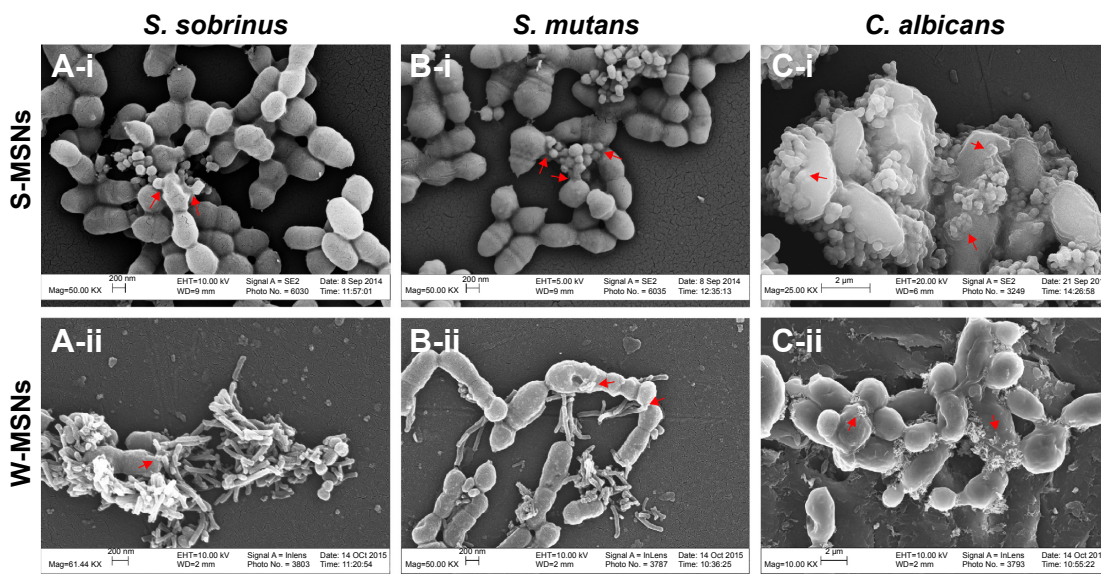 S. sobrinus
S. mutans
C. albicans
S-MSNs
A-i
B-i
C-i
200 nm EHT=10.00 kV Signal A = SE2 Date: 8 Sep 2014
Mag=50.00 KX WD=9 mm Photo No. = 6030 Time: 11:57:01
200 nm EHT=5.00 kV Signal A = SE2 Date: 8 Sep 2014
Mag=50.00 KX WD=9 mm Photo No. = 6035 Time: 12:35:13
2 µm EHT=20.00 kV Signal A = SE2 Date: 21 Sep 201
Mag=25.00 KX WD=6 mm Photo No. = 3249 Time: 14:26:58
W-MSNs
A-ii
B-ii
C-ii
200 nm EHT=10.00 kV Signal A = Inlens Date: 14 OCt 2015
Mag=61.44 KX WD=2 mm Photo No. = 3803 Time: 11:20:54
200 nm EHT=10.00 kV Signal A = InLens Date: 14 Oct 2015
Mag=50.00 KX WD=2 mm Photo No. = 3787 Time: 10:36:25
2 µm EHT=10.00 kV Signal A = InLens Date: 14 Oct 2015
Mag=10.00 KX WD=2 mm Photo No. = 3793 Time: 10:55:22